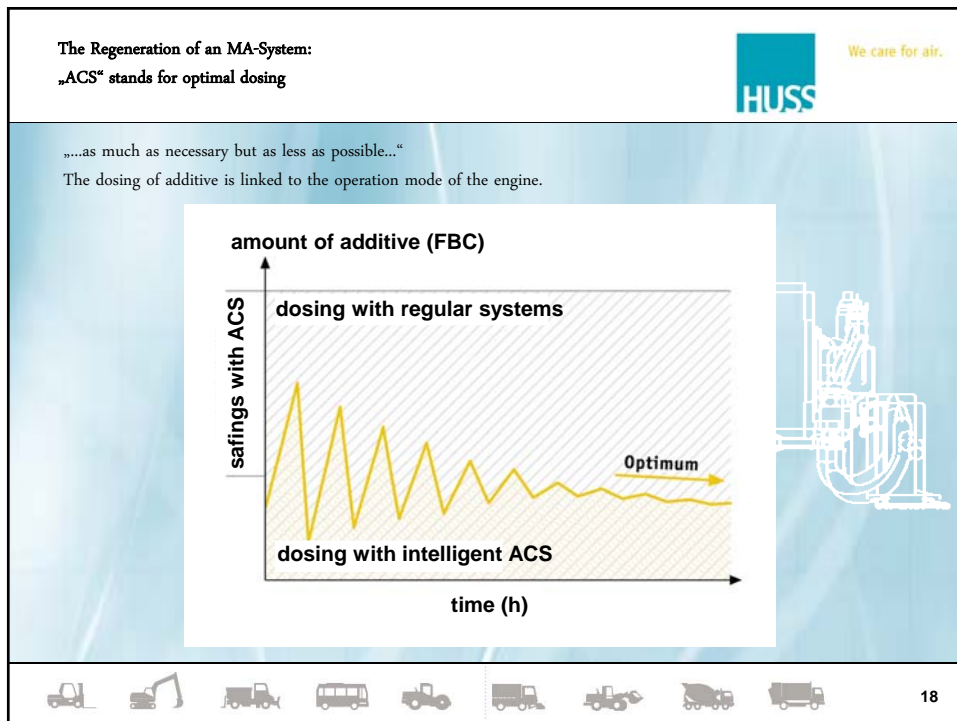 The Regeneration of an MA-System:
„ACS“ stands for optimal dosing
HUSS
We care for air.
„...as much as necessary but as less as possible...“
The dosing of additive is linked to the operation mode of the engine.
amount of additive (FBC)
safings with ACS
dosing with regular systems
Optimum
dosing with intelligent ACS
time (h)
18